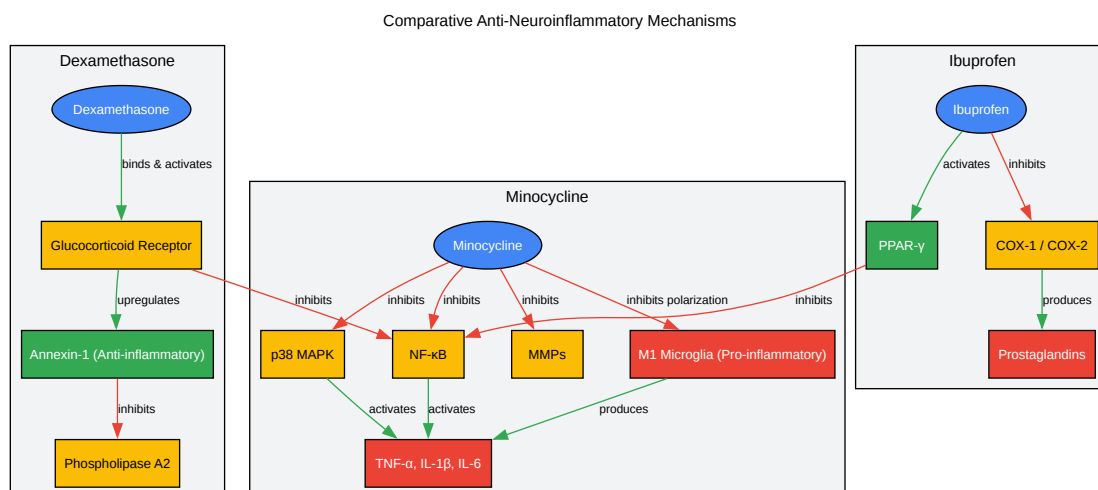 Comparative Anti-Neuroinflammatory Mechanisms
Dexamethasone
Dexamethasone
binds & activates
Glucocorticoid Receptor
upregulates
inhibits
Annexin-1 (Anti-inflammatory)
inhibits
Phospholipase A2
Minocycline
Minocycline
inhibits
inhibits
inhibits
inhibits polarization
p38 MAPK
NF-κB
MMPs
M1 Microglia (Pro-inflammatory)
activates
activates
produces
TNF-α, IL-1β, IL-6
Ibuprofen
Ibuprofen
activates
inhibits
PPAR-γ
COX-1 / COX-2
inhibits
produces
Prostaglandins